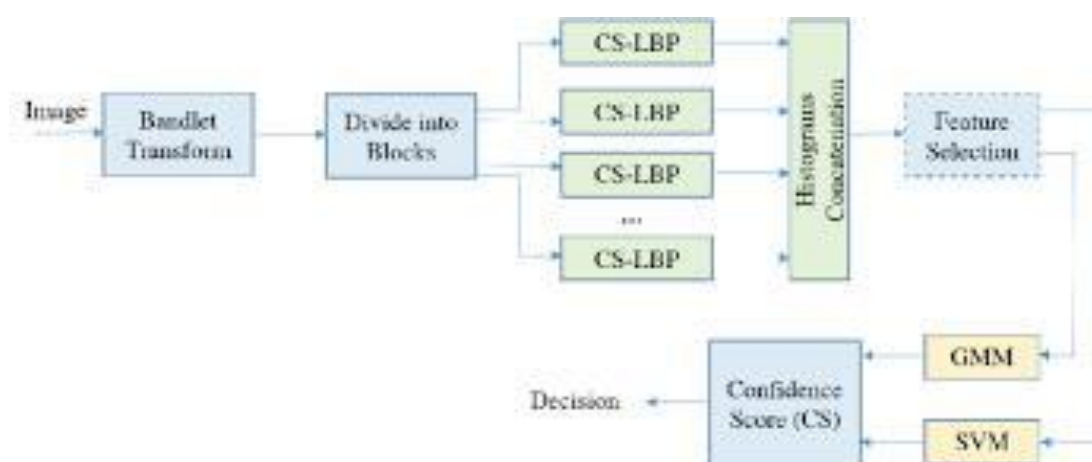 Image
Bandlet
Transform
Divide into
Blocks
CS-LBP
CS-LBP
CS-LBP
...
CS-LBP
Histograms
Concatenation
Feature
Selection
GMM
SVM
Confidence
Score (CS)
Decision